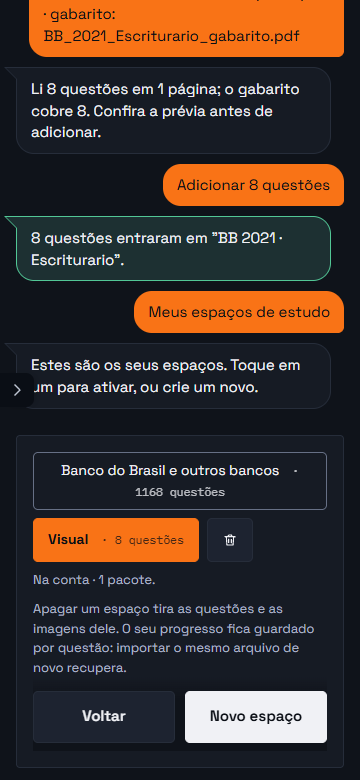 · gabarito:
BB_2021_Escriturario_gabarito.pdf
Li 8 questões em 1 página; o gabarito
cobre 8. Confira a prévia antes de
adicionar.
Adicionar 8 questões
8 questões entraram em "BB 2021 ·
Escriturario".
Meus espaços de estudo
Estes são os seus espaços. Toque em
um para ativar, ou crie um novo.
Banco do Brasil e outros bancos ·
1168 questões
Visual · 8 questões
Na conta · 1 pacote.
Apagar um espaço tira as questões e as
imagens dele. O seu progresso fica guardado
por questão: importar o mesmo arquivo de
novo recupera.
Voltar
Novo espaço